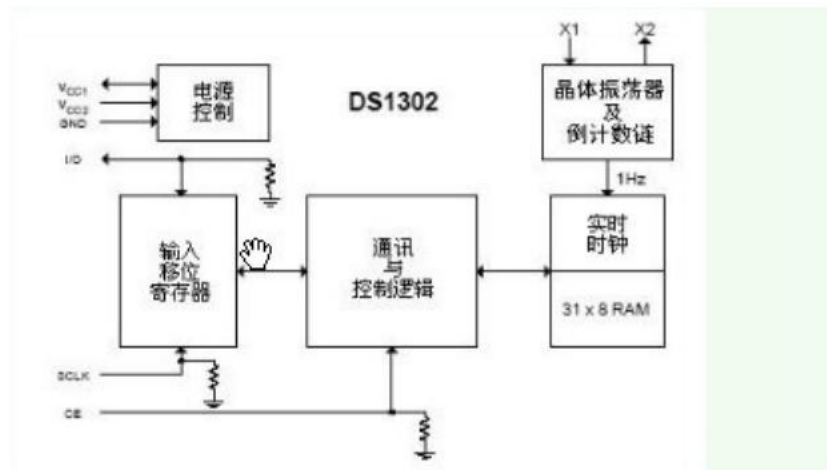 X1
X2
VCC1
VCC2
GND
电源
控制
DS1302
晶体振荡器
及
倒计数链
I/O
1Hz
输入
移位
寄存器
通讯
与
控制逻辑
实时
时钟
31 x 8 RAM
SCLK
CE